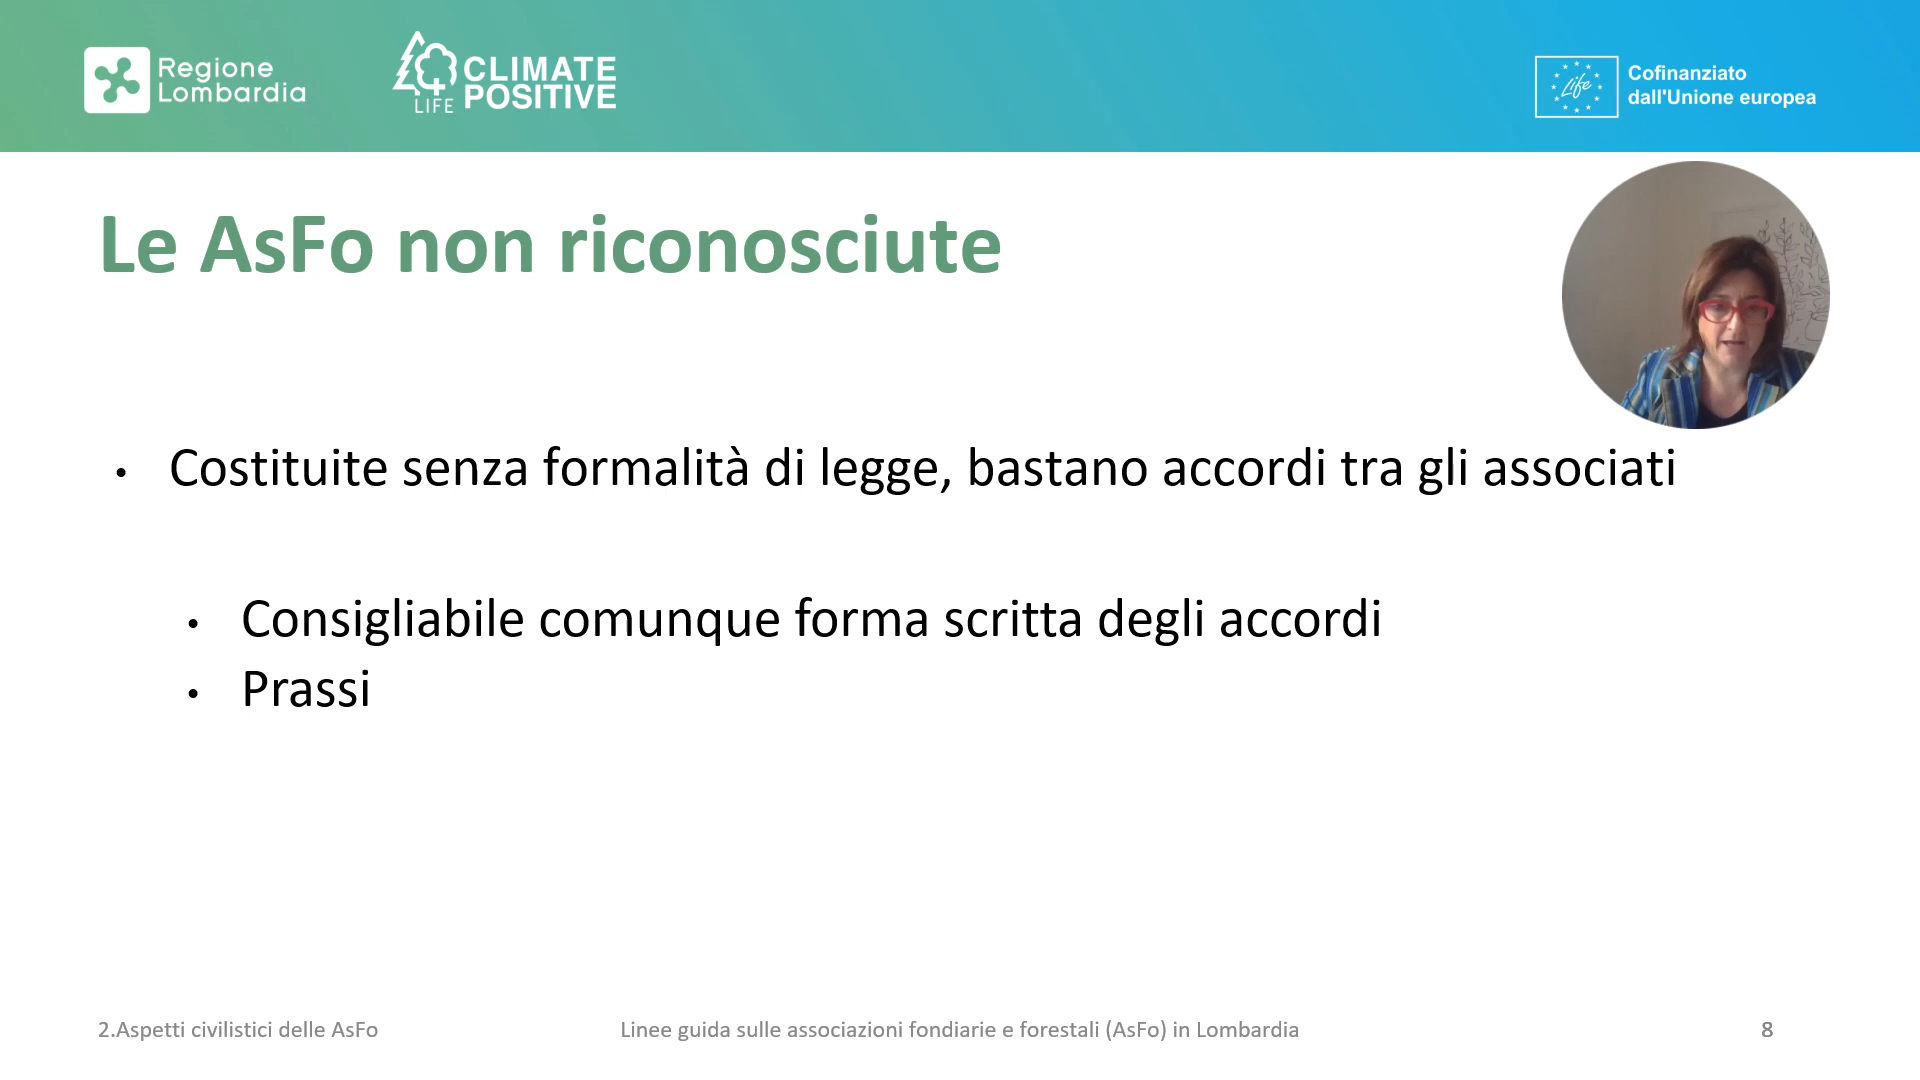 Regione
Lombardia
LIFE
CLIMATE
POSITIVE
Life
Cofinanziato
dall'Unione europea
Le AsFo non riconosciute
• Costituite senza formalità di legge, bastano accordi tra gli associati
• Consigliabile comunque forma scritta degli accordi
• Prassi
2.Aspetti civilistici delle AsFo
Linee guida sulle associazioni fondiarie e forestali (AsFo) in Lombardia
8